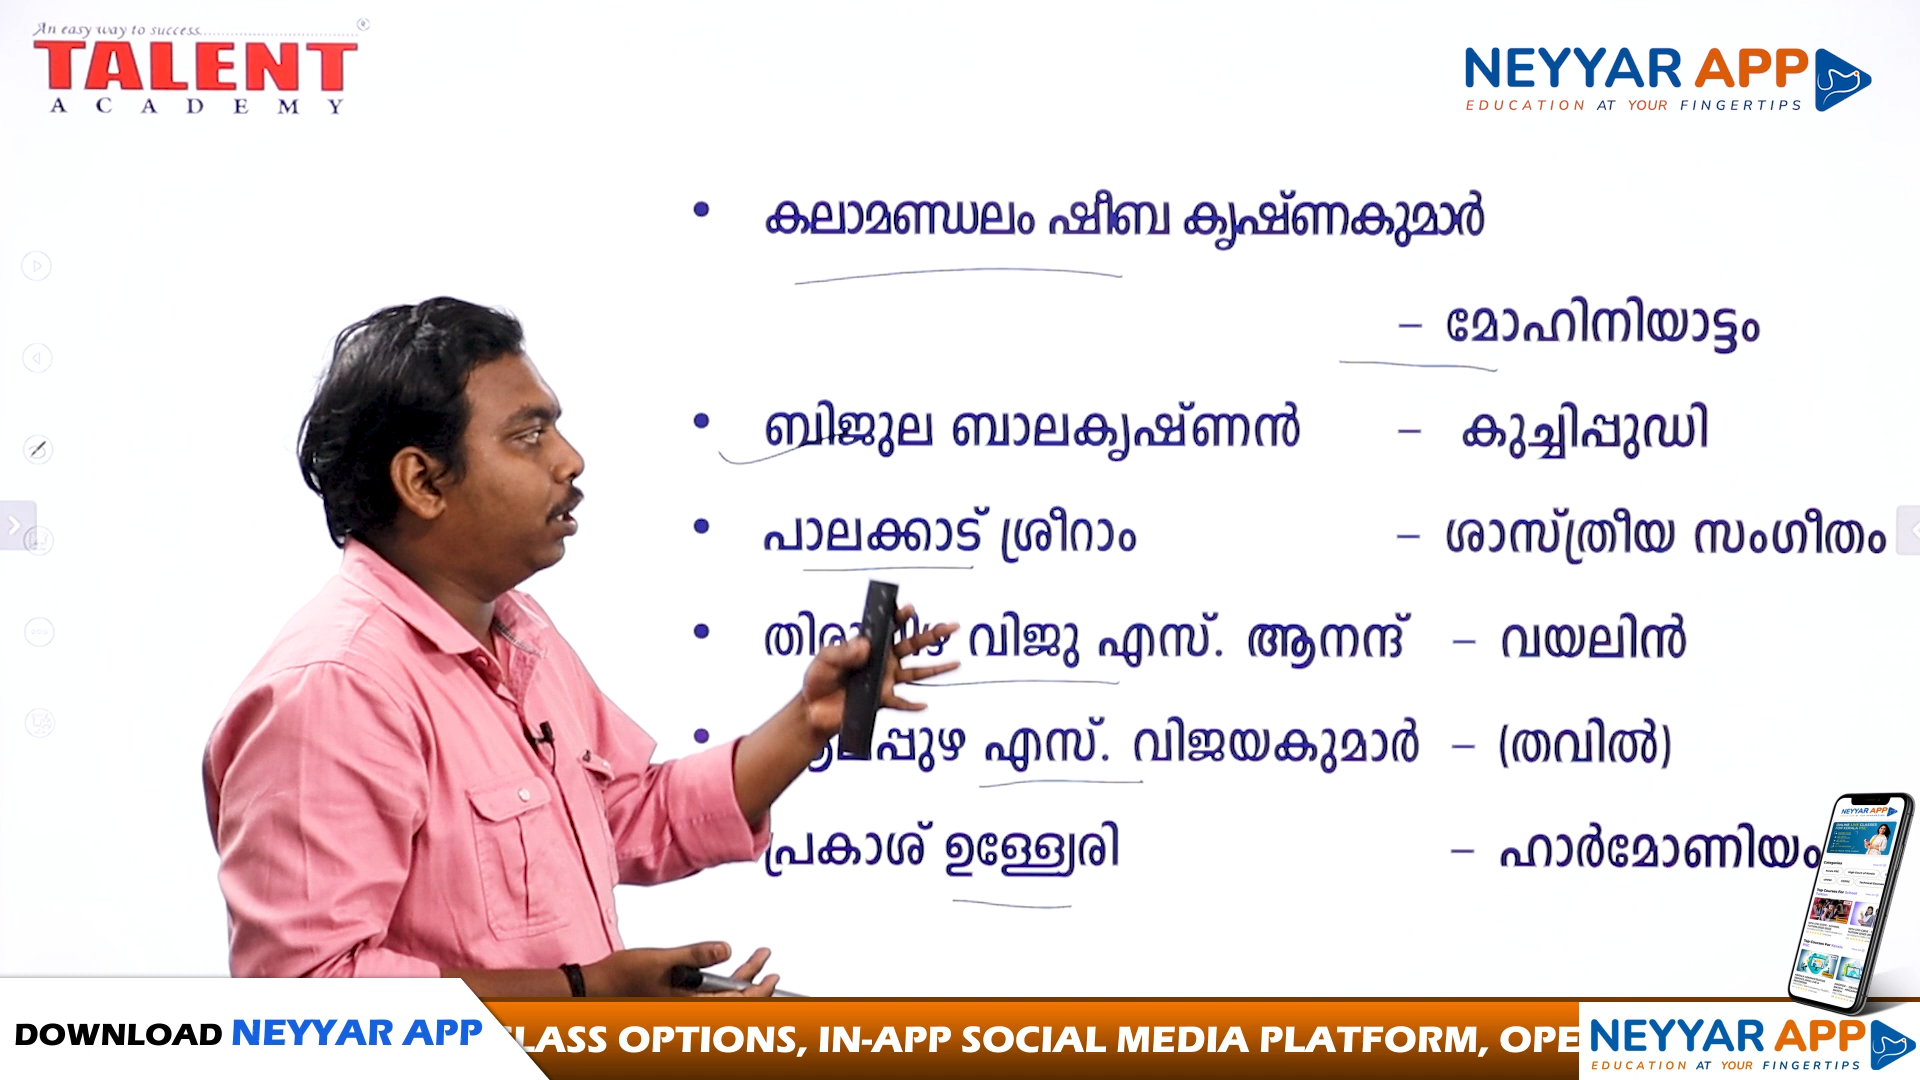 An easy way to success
TALENT
ACADEMY
NEYYAR APP
EDUCATION AT YOUR FINGERTIPS
• കലാമണ്ഡലം ഷീബ കൃഷ്ണകുമാർ
– മോഹിനിയാട്ടം
• ബിജുല ബാലകൃഷ്ണൻ – കുച്ചിപ്പുഡി
• പാലക്കാട് ശ്രീറാം – ശാസ്ത്രീയ സംഗീതം
• വിജു എസ്. ആനന്ദ് – വയലിൻ
• എസ്. വിജയകുമാർ – (തവിൽ)
പ്രകാശ് ഉള്ള്യേരി – ഹാർമോണിയം
DOWNLOAD NEYYAR APP
LASS OPTIONS, IN-APP SOCIAL MEDIA PLATFORM, OPE
NEYYAR APP
EDUCATION AT YOUR FINGERTIPS
NEYYAR APP